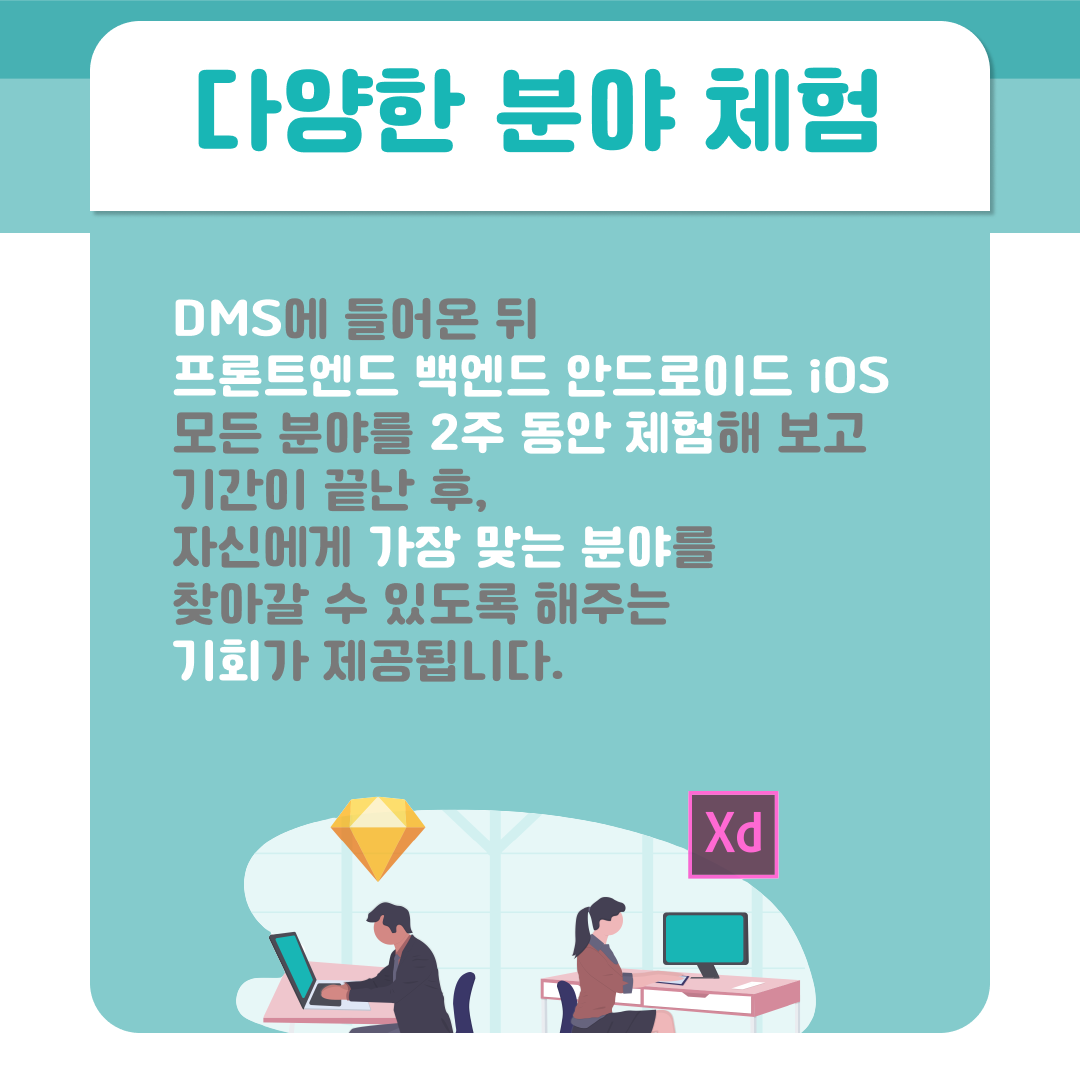 다양한 분야 체험
DMS에 들어온 뒤
프론트엔드 백엔드 안드로이드 iOS
모든 분야를 2주 동안 체험해 보고
기간이 끝난 후,
자신에게 가장 맞는 분야를
찾아갈 수 있도록 해주는
기회가 제공됩니다.
Xd